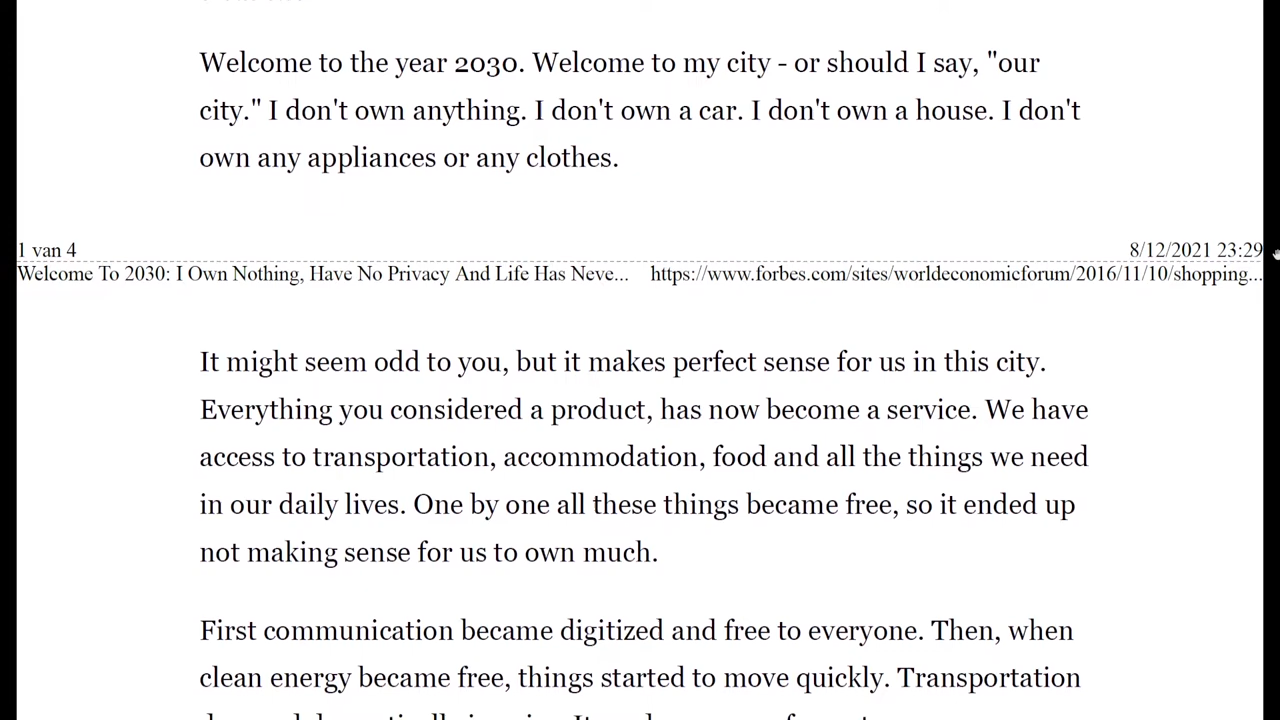 Welcome to the year 2030. Welcome to my city - or should I say, "our
city." I don't own anything. I don't own a car. I don't own a house. I don't
own any appliances or any clothes.
1 van 4 8/12/2021 23:29
Welcome To 2030: I Own Nothing, Have No Privacy And Life Has Neve... https://www.forbes.com/sites/worldeconomicforum/2016/11/10/shopping...
It might seem odd to you, but it makes perfect sense for us in this city.
Everything you considered a product, has now become a service. We have
access to transportation, accommodation, food and all the things we need
in our daily lives. One by one all these things became free, so it ended up
not making sense for us to own much.
First communication became digitized and free to everyone. Then, when
clean energy became free, things started to move quickly. Transportation